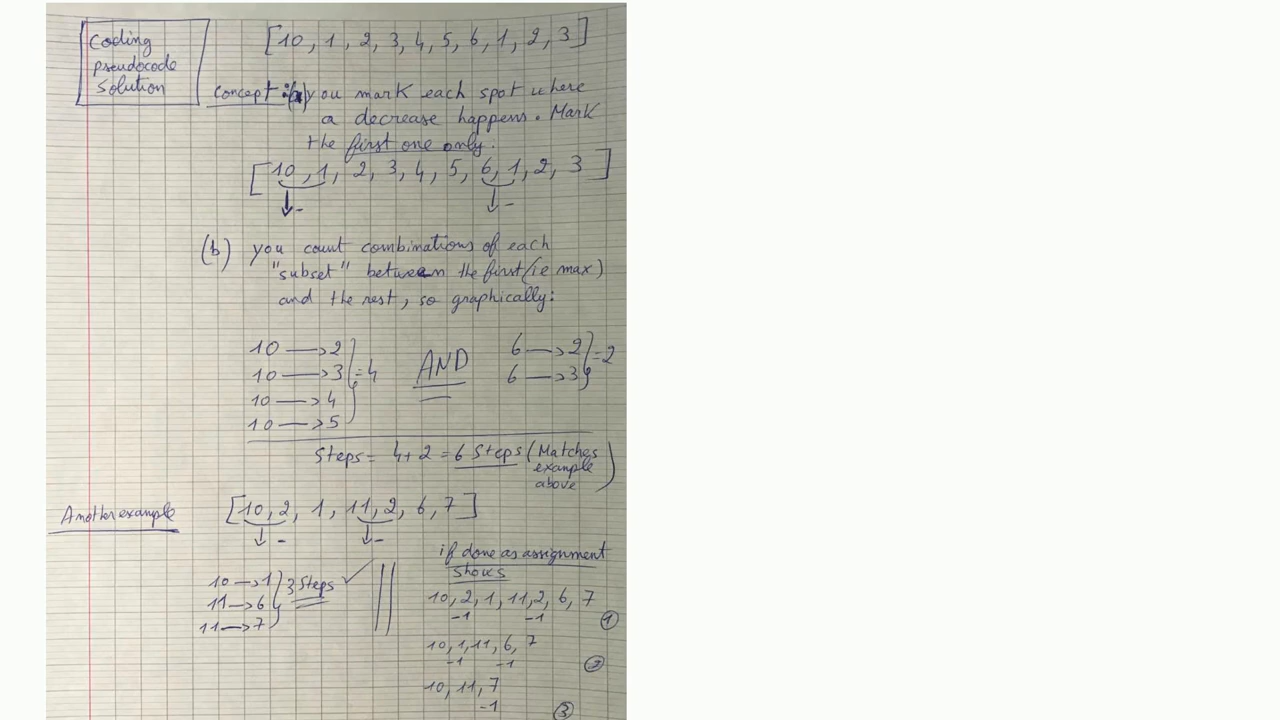 Coding
pseudocode
solution
[10, 1, 2, 3, 4, 5, 6, 1, 2, 3]
Concept: (a) you mark each spot where
a decrease happens. Mark
the first one only.
[10, 1, 2, 3, 4, 5, 6, 1, 2, 3]
↓- ↓-
(b) you count combinations of each
"subset" between the first (ie max)
and the rest, so graphically:
10 → 2
10 → 3 = 4 AND 6 → 2 = 2
10 → 4 6 → 3
10 → 5
Steps = 4+2 = 6 Steps (Matches
example
above)
Another example [10, 2, 1, 11, 2, 6, 7]
↓- ↓-
10 → 1
11 → 6 3 Steps ✓
11 → 7
if done as assignment
shows
10, 2, 1, 11, 2, 6, 7
-1 -1 ①
10, 1, 11, 6, 7
-1 -1 ②
10, 11, 7
-1 ③